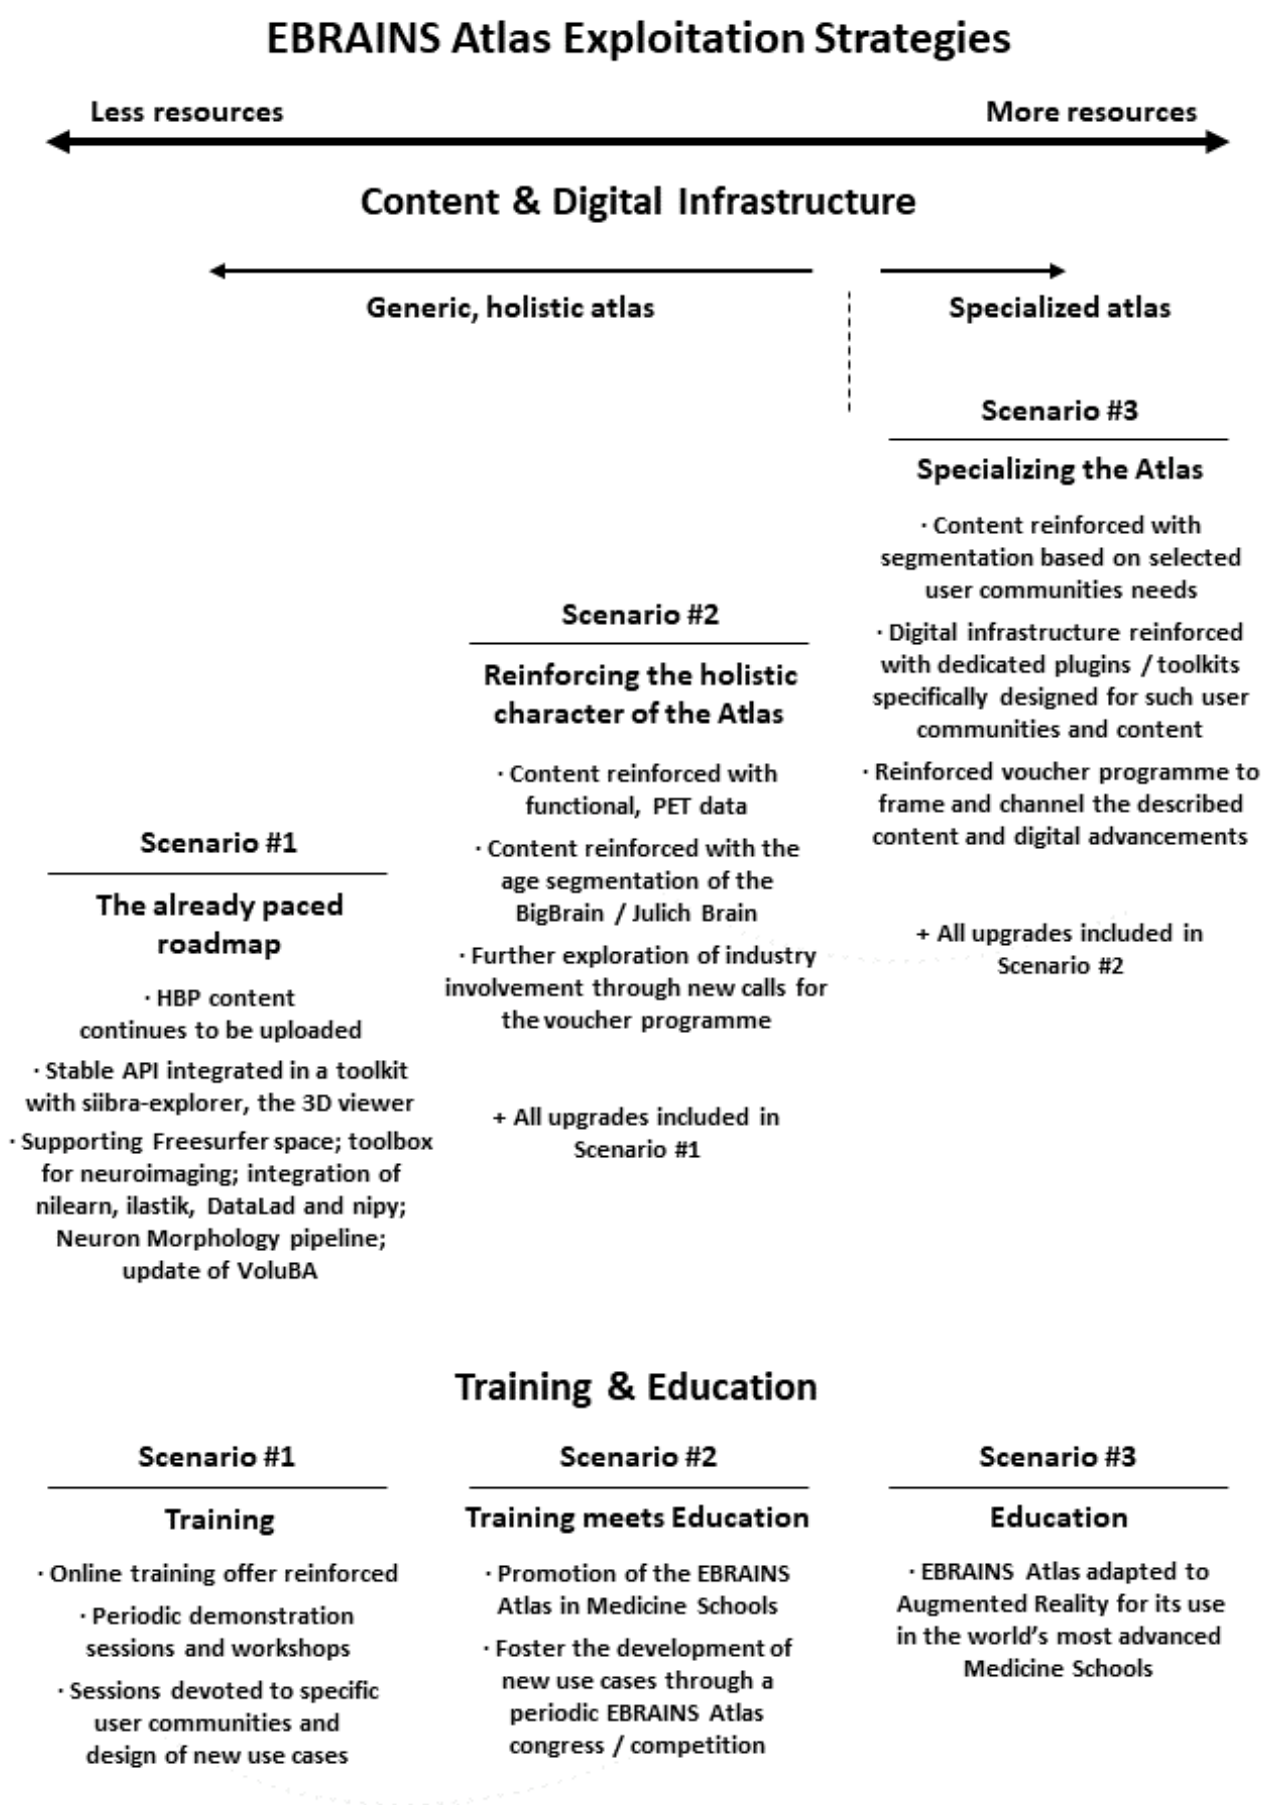 EBRAINS Atlas Exploitation Strategies
Less resources
More resources
Content & Digital Infrastructure
Generic, holistic atlas
Specialized atlas
Scenario #1
The already paced
roadmap
· HBP content
continues to be uploaded
· Stable API integrated in a toolkit
with siibra-explorer, the 3D viewer
· Supporting Freesurfer space; toolbox
for neuroimaging; integration of
nilearn, ilastik, DataLad and nipy;
Neuron Morphology pipeline;
update of VoluBA
Scenario #2
Reinforcing the holistic
character of the Atlas
· Content reinforced with
functional, PET data
· Content reinforced with the
age segmentation of the
BigBrain / Julich Brain
· Further exploration of industry
involvement through new calls for
the voucher programme
+ All upgrades included in
Scenario #1
Scenario #3
Specializing the Atlas
· Content reinforced with
segmentation based on selected
user communities needs
· Digital infrastructure reinforced
with dedicated plugins / toolkits
specifically designed for such user
communities and content
· Reinforced voucher programme to
frame and channel the described
content and digital advancements
+ All upgrades included in
Scenario #2
Training & Education
Scenario #1
Training
· Online training offer reinforced
· Periodic demonstration
sessions and workshops
· Sessions devoted to specific
user communities and
design of new use cases
Scenario #2
Training meets Education
· Promotion of the EBRAINS
Atlas in Medicine Schools
· Foster the development of
new use cases through a
periodic EBRAINS Atlas
congress / competition
Scenario #3
Education
· EBRAINS Atlas adapted to
Augmented Reality for its use
in the world's most advanced
Medicine Schools